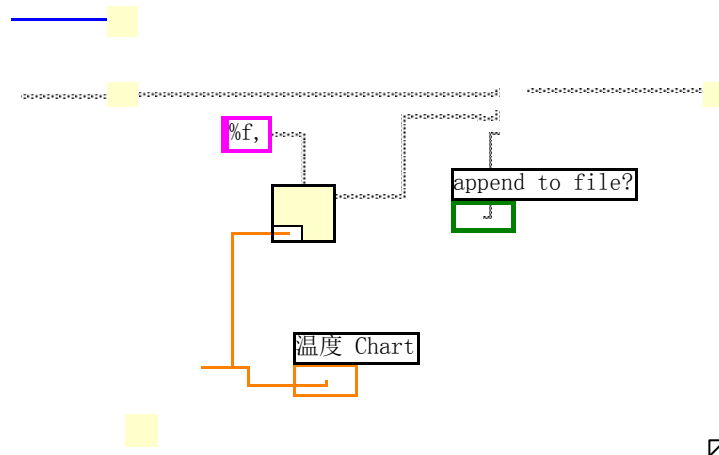 %f,
append to file?
温度 Chart